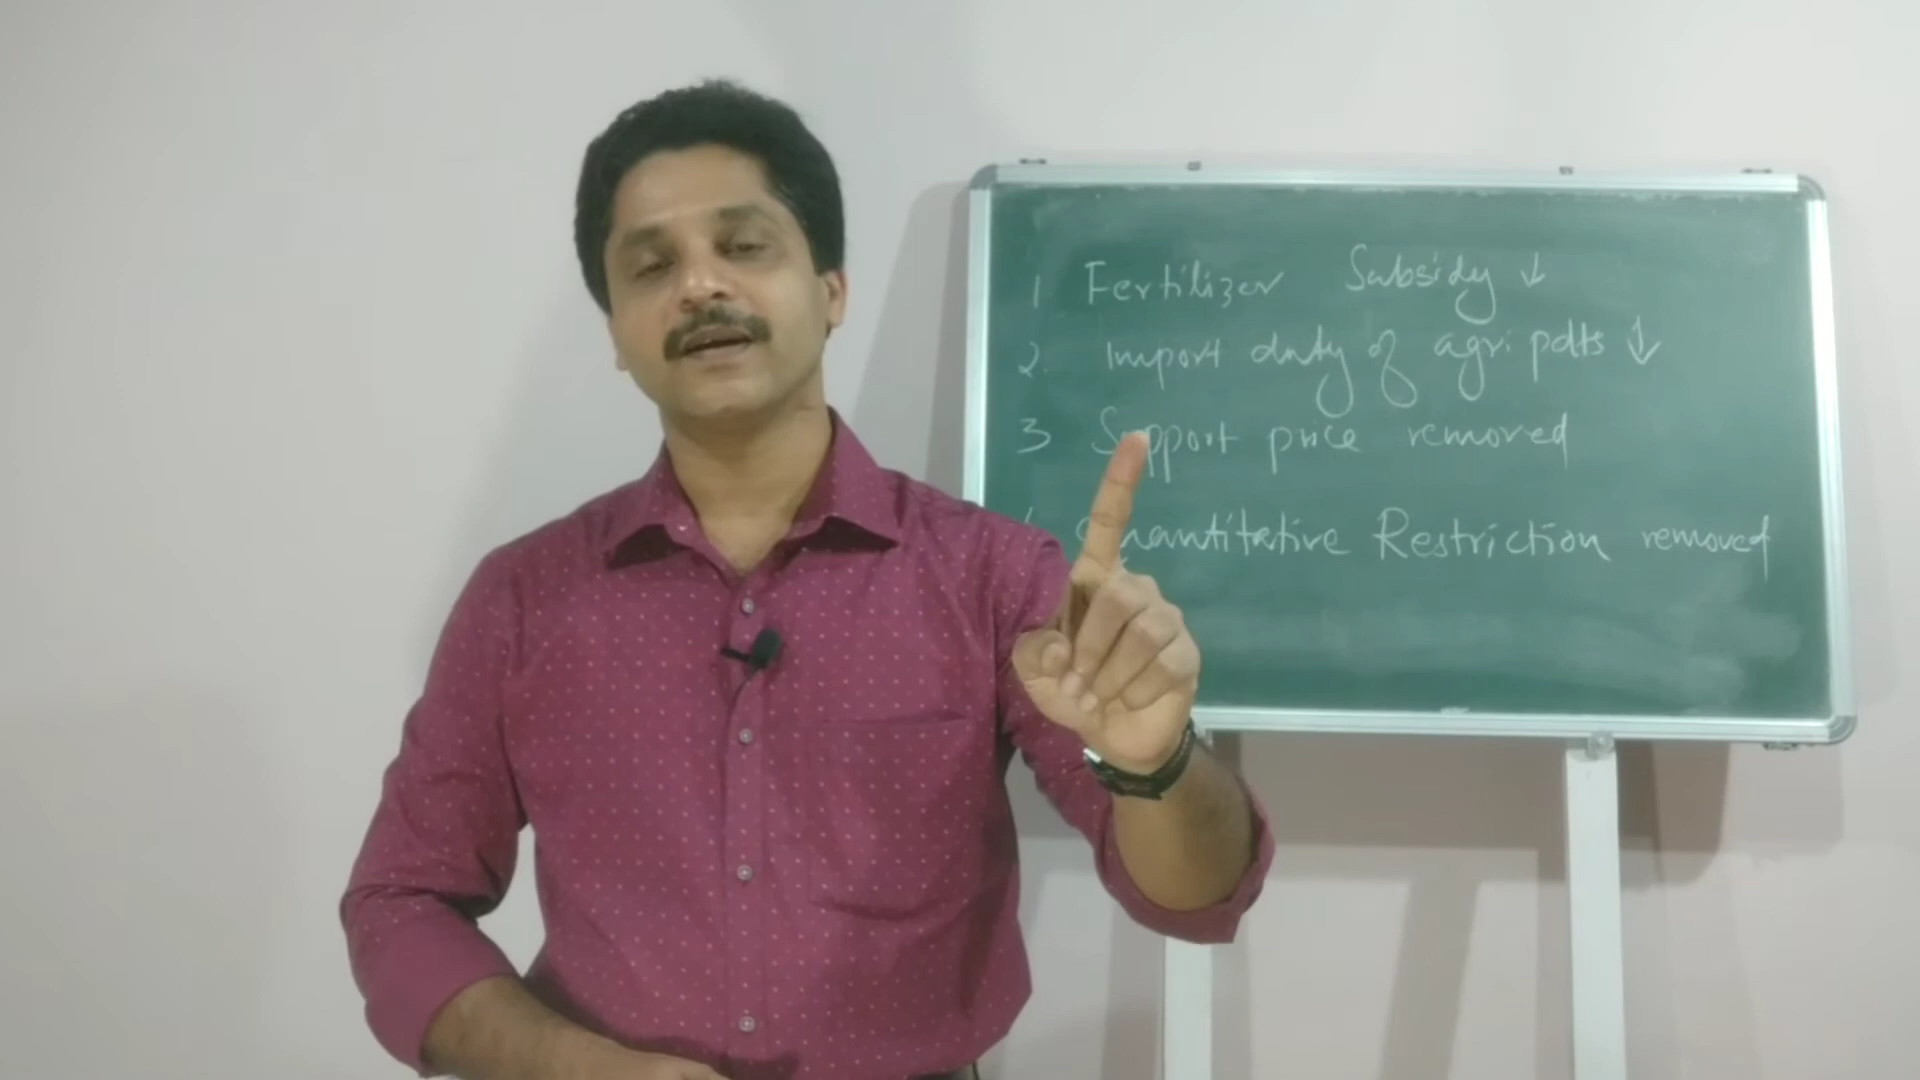 1 Fertilizer Subsidy ↓
2. Import duty of agri pdts ↓
3 Support price removed
Quantitative Restriction removed